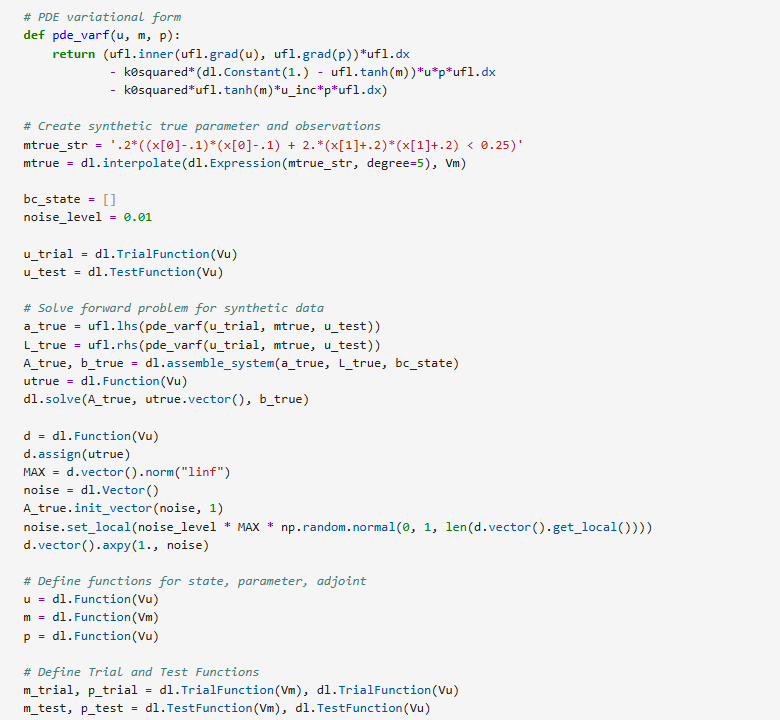 # PDE variational form
def pde_varf(u, m, p):
    return (ufl.inner(ufl.grad(u), ufl.grad(p))*ufl.dx
            - k0squared*(dl.Constant(1.) - ufl.tanh(m))*u*p*ufl.dx
            - k0squared*ufl.tanh(m)*u_inc*p*ufl.dx)

# Create synthetic true parameter and observations
mtrue_str = '.2*((x[0]-.1)*(x[0]-.1) + 2.*(x[1]+.2)*(x[1]+.2) < 0.25)'
mtrue = dl.interpolate(dl.Expression(mtrue_str, degree=5), Vm)

bc_state = []
noise_level = 0.01

u_trial = dl.TrialFunction(Vu)
u_test = dl.TestFunction(Vu)

# Solve forward problem for synthetic data
a_true = ufl.lhs(pde_varf(u_trial, mtrue, u_test))
L_true = ufl.rhs(pde_varf(u_trial, mtrue, u_test))
A_true, b_true = dl.assemble_system(a_true, L_true, bc_state)
utrue = dl.Function(Vu)
dl.solve(A_true, utrue.vector(), b_true)

d = dl.Function(Vu)
d.assign(utrue)
MAX = d.vector().norm("linf")
noise = dl.Vector()
A_true.init_vector(noise, 1)
noise.set_local(noise_level * MAX * np.random.normal(0, 1, len(d.vector().get_local())))
d.vector().axpy(1., noise)

# Define functions for state, parameter, adjoint
u = dl.Function(Vu)
m = dl.Function(Vm)
p = dl.Function(Vu)

# Define Trial and Test Functions
m_trial, p_trial = dl.TrialFunction(Vm), dl.TrialFunction(Vu)
m_test, p_test = dl.TestFunction(Vm), dl.TestFunction(Vu)